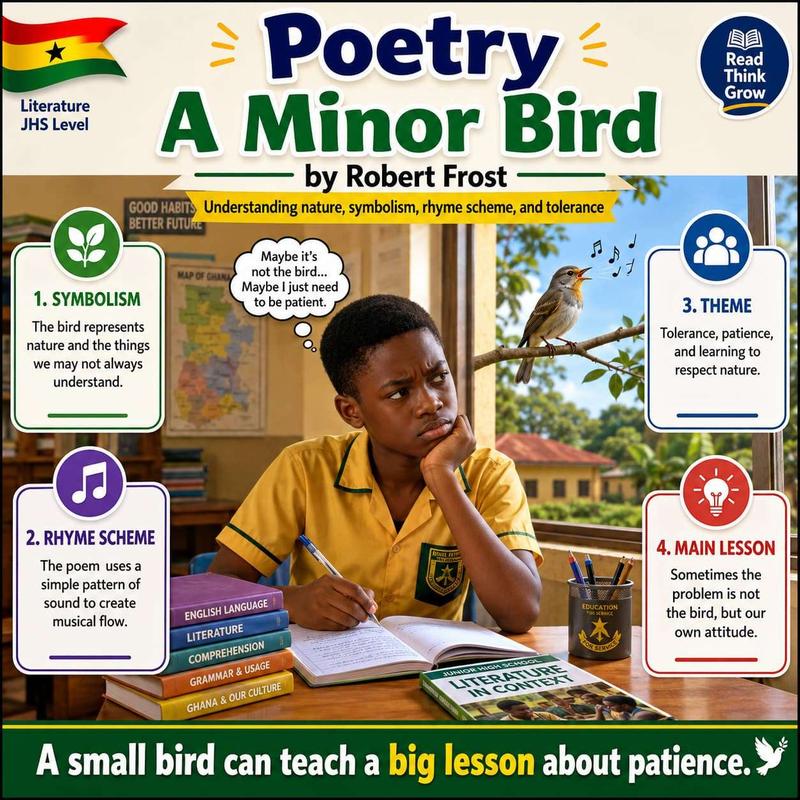 Literature
JHS Level
Poetry
A Minor Bird
by Robert Frost
Understanding nature, symbolism, rhyme scheme, and tolerance
Read
Think
Grow
GOOD HABITS
BETTER FUTURE
MAP OF GHANA
Maybe it's
not the bird...
Maybe I just need
to be patient.
1. SYMBOLISM
The bird represents
nature and the things
we may not always
understand.
2. RHYME SCHEME
The poem uses a
simple pattern of
sound to create
musical flow.
3. THEME
Tolerance, patience,
and learning to
respect nature.
4. MAIN LESSON
Sometimes the
problem is not
the bird, but our
own attitude.
ENGLISH LANGUAGE
LITERATURE
COMPREHENSION
GRAMMAR & USAGE
GHANA & OUR CULTURE
JUNIOR HIGH SCHOOL
LITERATURE
IN CONTEXT
EDUCATION
FOR SERVICE
FOR SERVICE
A small bird can teach a big lesson about patience.